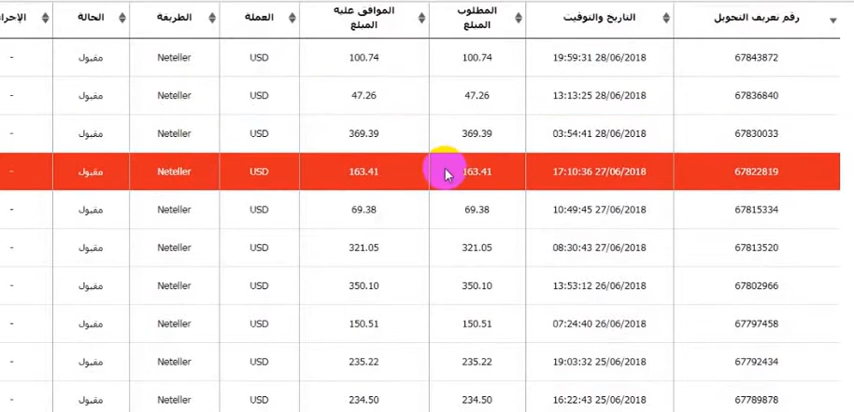 رقم تعريف التحويل التاريخ والتوقيت المطلوب المبلغ الموافق عليه المبلغ العملة الطريقة الحالة الإجراء
67843872 19:59:31 28/06/2018 100.74 100.74 USD Neteller مقبول -
67836840 13:13:25 28/06/2018 47.26 47.26 USD Neteller مقبول -
67830033 03:54:41 28/06/2018 369.39 369.39 USD Neteller مقبول -
67822819 17:10:36 27/06/2018 163.41 163.41 USD Neteller مقبول -
67815334 10:49:45 27/06/2018 69.38 69.38 USD Neteller مقبول -
67813520 08:30:43 27/06/2018 321.05 321.05 USD Neteller مقبول -
67802966 13:53:12 26/06/2018 350.10 350.10 USD Neteller مقبول -
67797458 07:24:40 26/06/2018 150.51 150.51 USD Neteller مقبول -
67792434 19:03:32 25/06/2018 235.22 235.22 USD Neteller مقبول -
67789878 16:22:43 25/06/2018 234.50 234.50 USD Neteller مقبول -